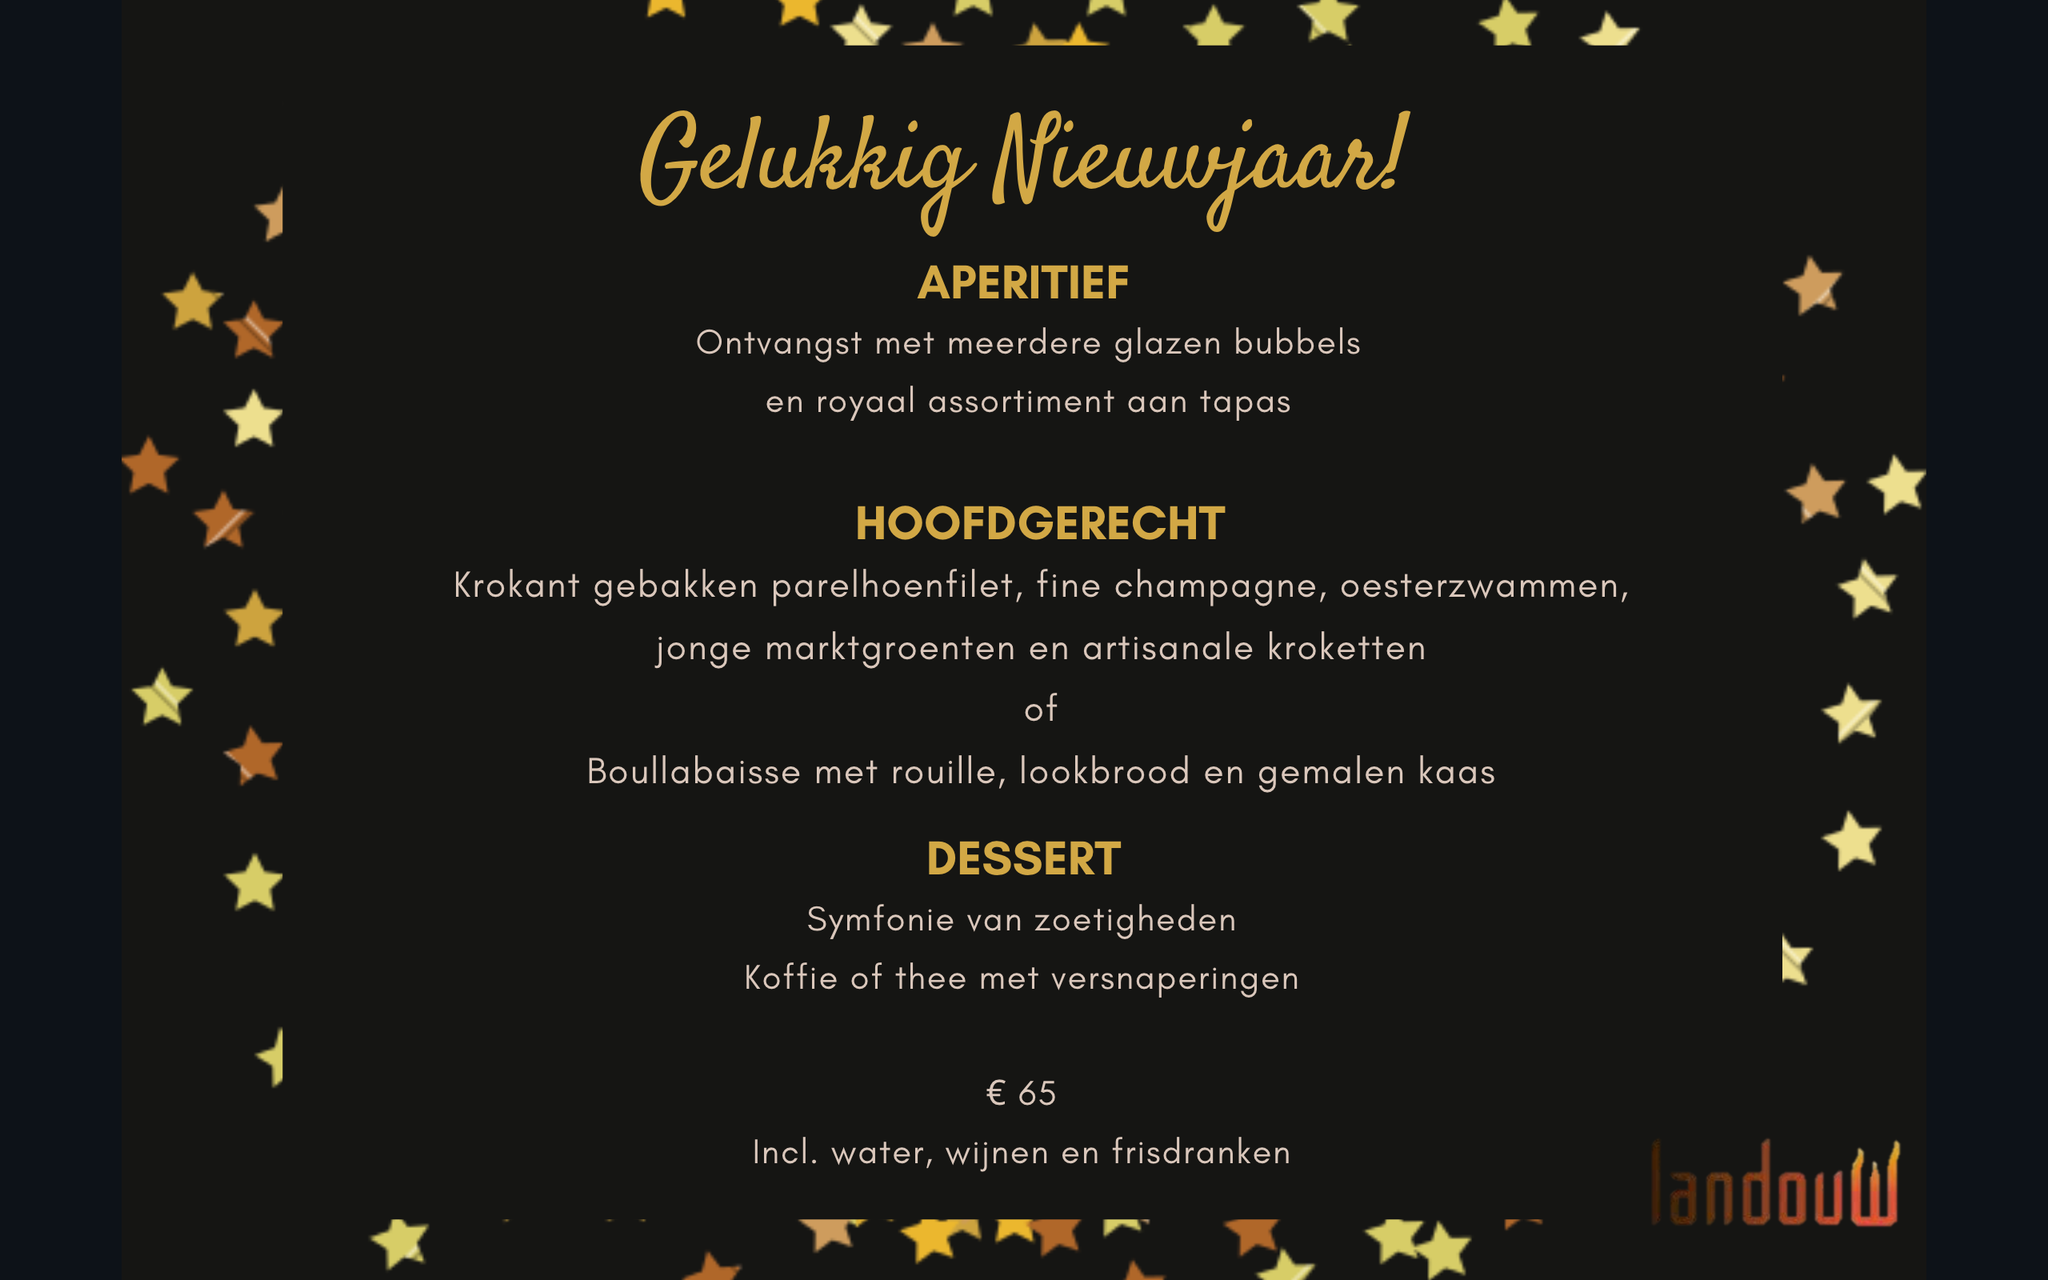 Gelukkig Nieuwjaar!
APERITIEF
Ontvangst met meerdere glazen bubbels
en royaal assortiment aan tapas
HOOFDGERECHT
Krokant gebakken parelhoenfilet, fine champagne, oesterzwammen,
jonge marktgroenten en artisanale kroketten
of
Boullabaisse met rouille, lookbrood en gemalen kaas
DESSERT
Symfonie van zoetigheden
Koffie of thee met versnaperingen
€ 65
Incl. water, wijnen en frisdranken
landouw